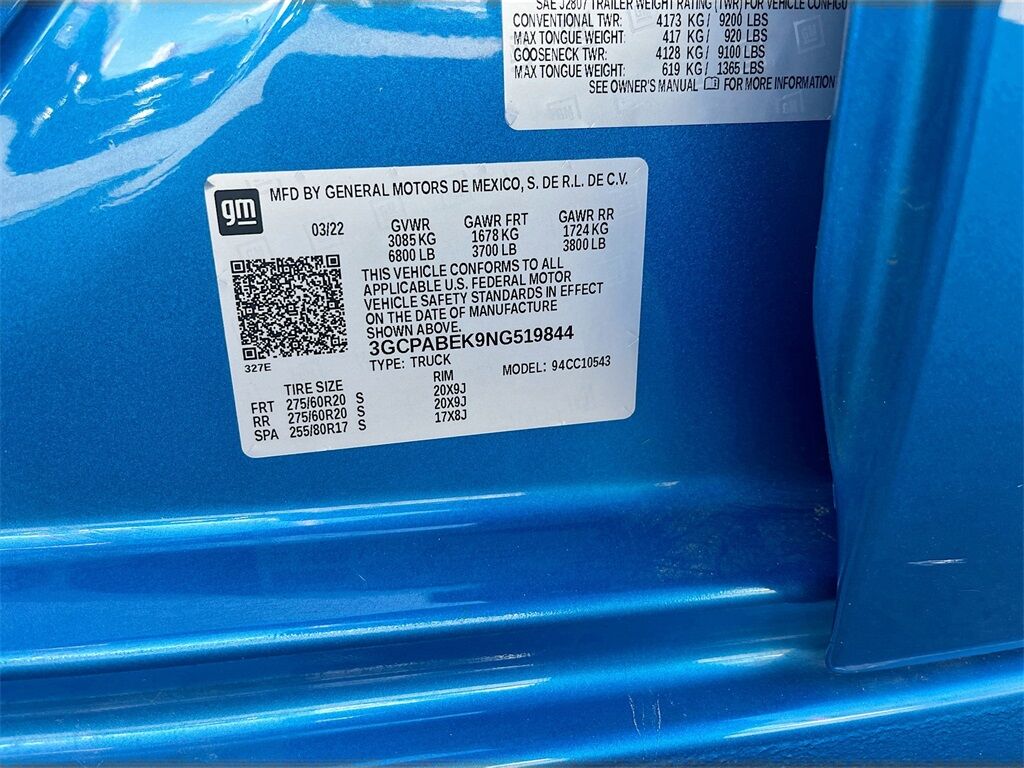 SAE J2807 TRAILER WEIGHT RATING (TWR) FOR VEHICLE CONFIGU
CONVENTIONAL TWR: 4173 KG / 9200 LBS
MAX TONGUE WEIGHT: 417 KG / 920 LBS
GOOSENECK TWR: 4128 KG / 9100 LBS
MAX TONGUE WEIGHT: 619 KG / 1365 LBS
SEE OWNER'S MANUAL FOR MORE INFORMATION
gm
MFD BY GENERAL MOTORS DE MEXICO, S. DE R.L. DE C.V.
03/22 GVWR GAWR FRT GAWR RR
3085 KG 1678 KG 1724 KG
6800 LB 3700 LB 3800 LB
THIS VEHICLE CONFORMS TO ALL
APPLICABLE U.S. FEDERAL MOTOR
VEHICLE SAFETY STANDARDS IN EFFECT
ON THE DATE OF MANUFACTURE
SHOWN ABOVE.
3GCPABEK9NG519844
327E
TYPE: TRUCK MODEL: 94CC10543
TIRE SIZE RIM
FRT 275/60R20 S 20X9J
RR 275/60R20 S 20X9J
SPA 255/80R17 S 17X8J